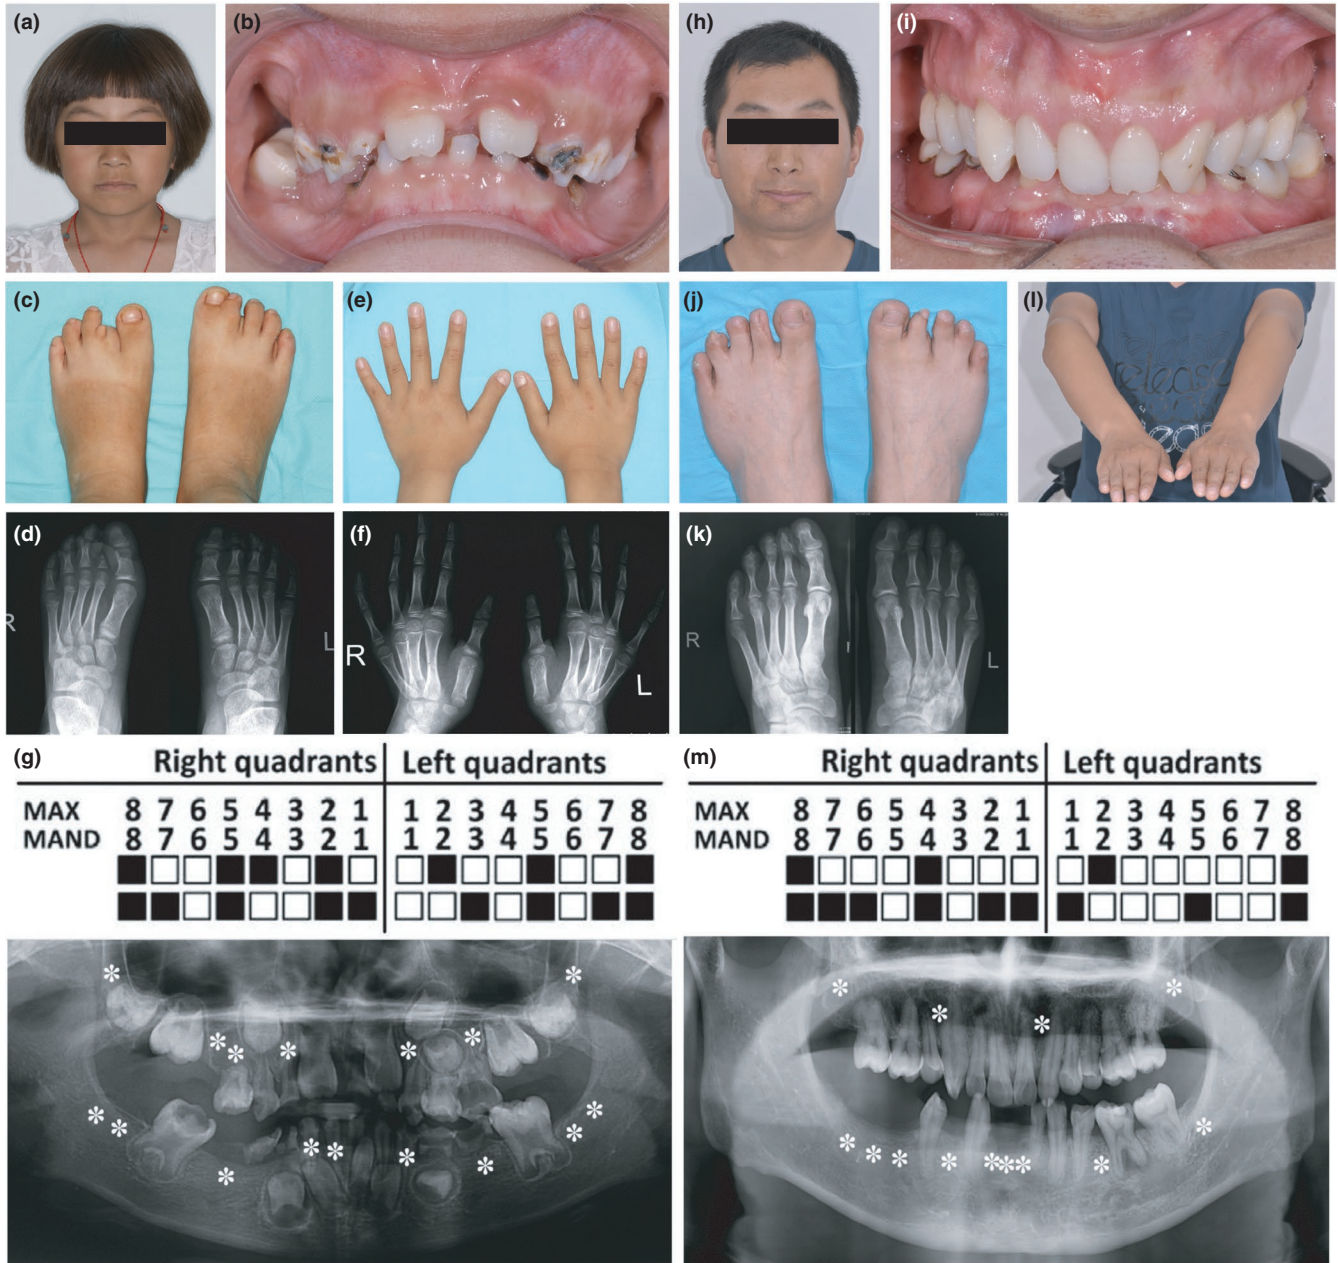 (a)
(b)
(h)
(i)
(c)
(e)
(j)
(l)
release
(d)
R
L
(f)
R
L
(k)
R
L
(g)
Right quadrants Left quadrants
MAX 8 7 6 5 4 3 2 1 1 2 3 4 5 6 7 8
MAND 8 7 6 5 4 3 2 1 1 2 3 4 5 6 7 8
(m)
Right quadrants Left quadrants
MAX 8 7 6 5 4 3 2 1 1 2 3 4 5 6 7 8
MAND 8 7 6 5 4 3 2 1 1 2 3 4 5 6 7 8